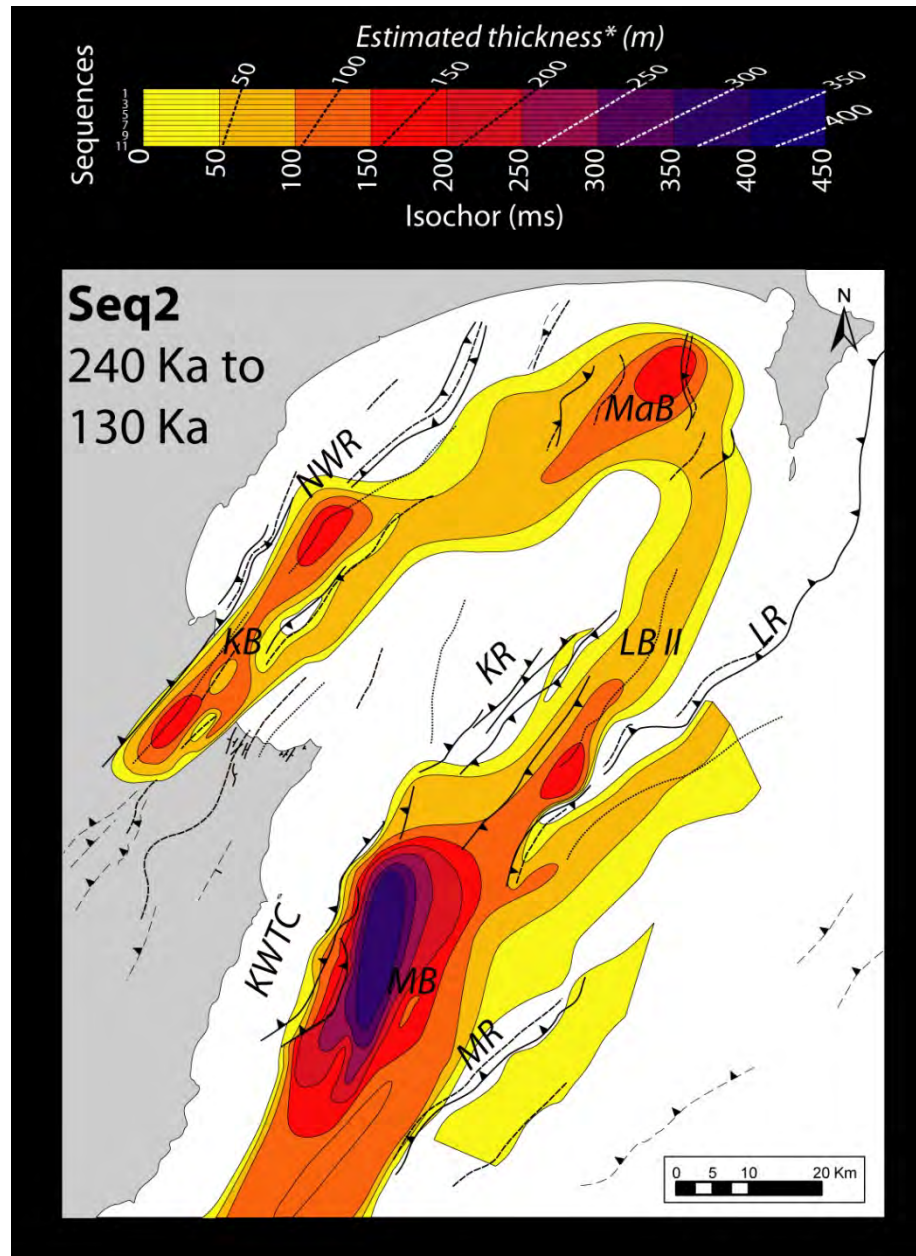 Estimated thickness* (m)
50 100 150 200 250 300 350
400
Sequences
1
3
5
7
9
11
0 50 100 150 200 250 300 350 400 450
Isochor (ms)
Seq2
240 Ka to
130 Ka
N
MaB
NWR
KB
KR
LB II
LR
KWTC
MB
MR
0 5 10 20 Km